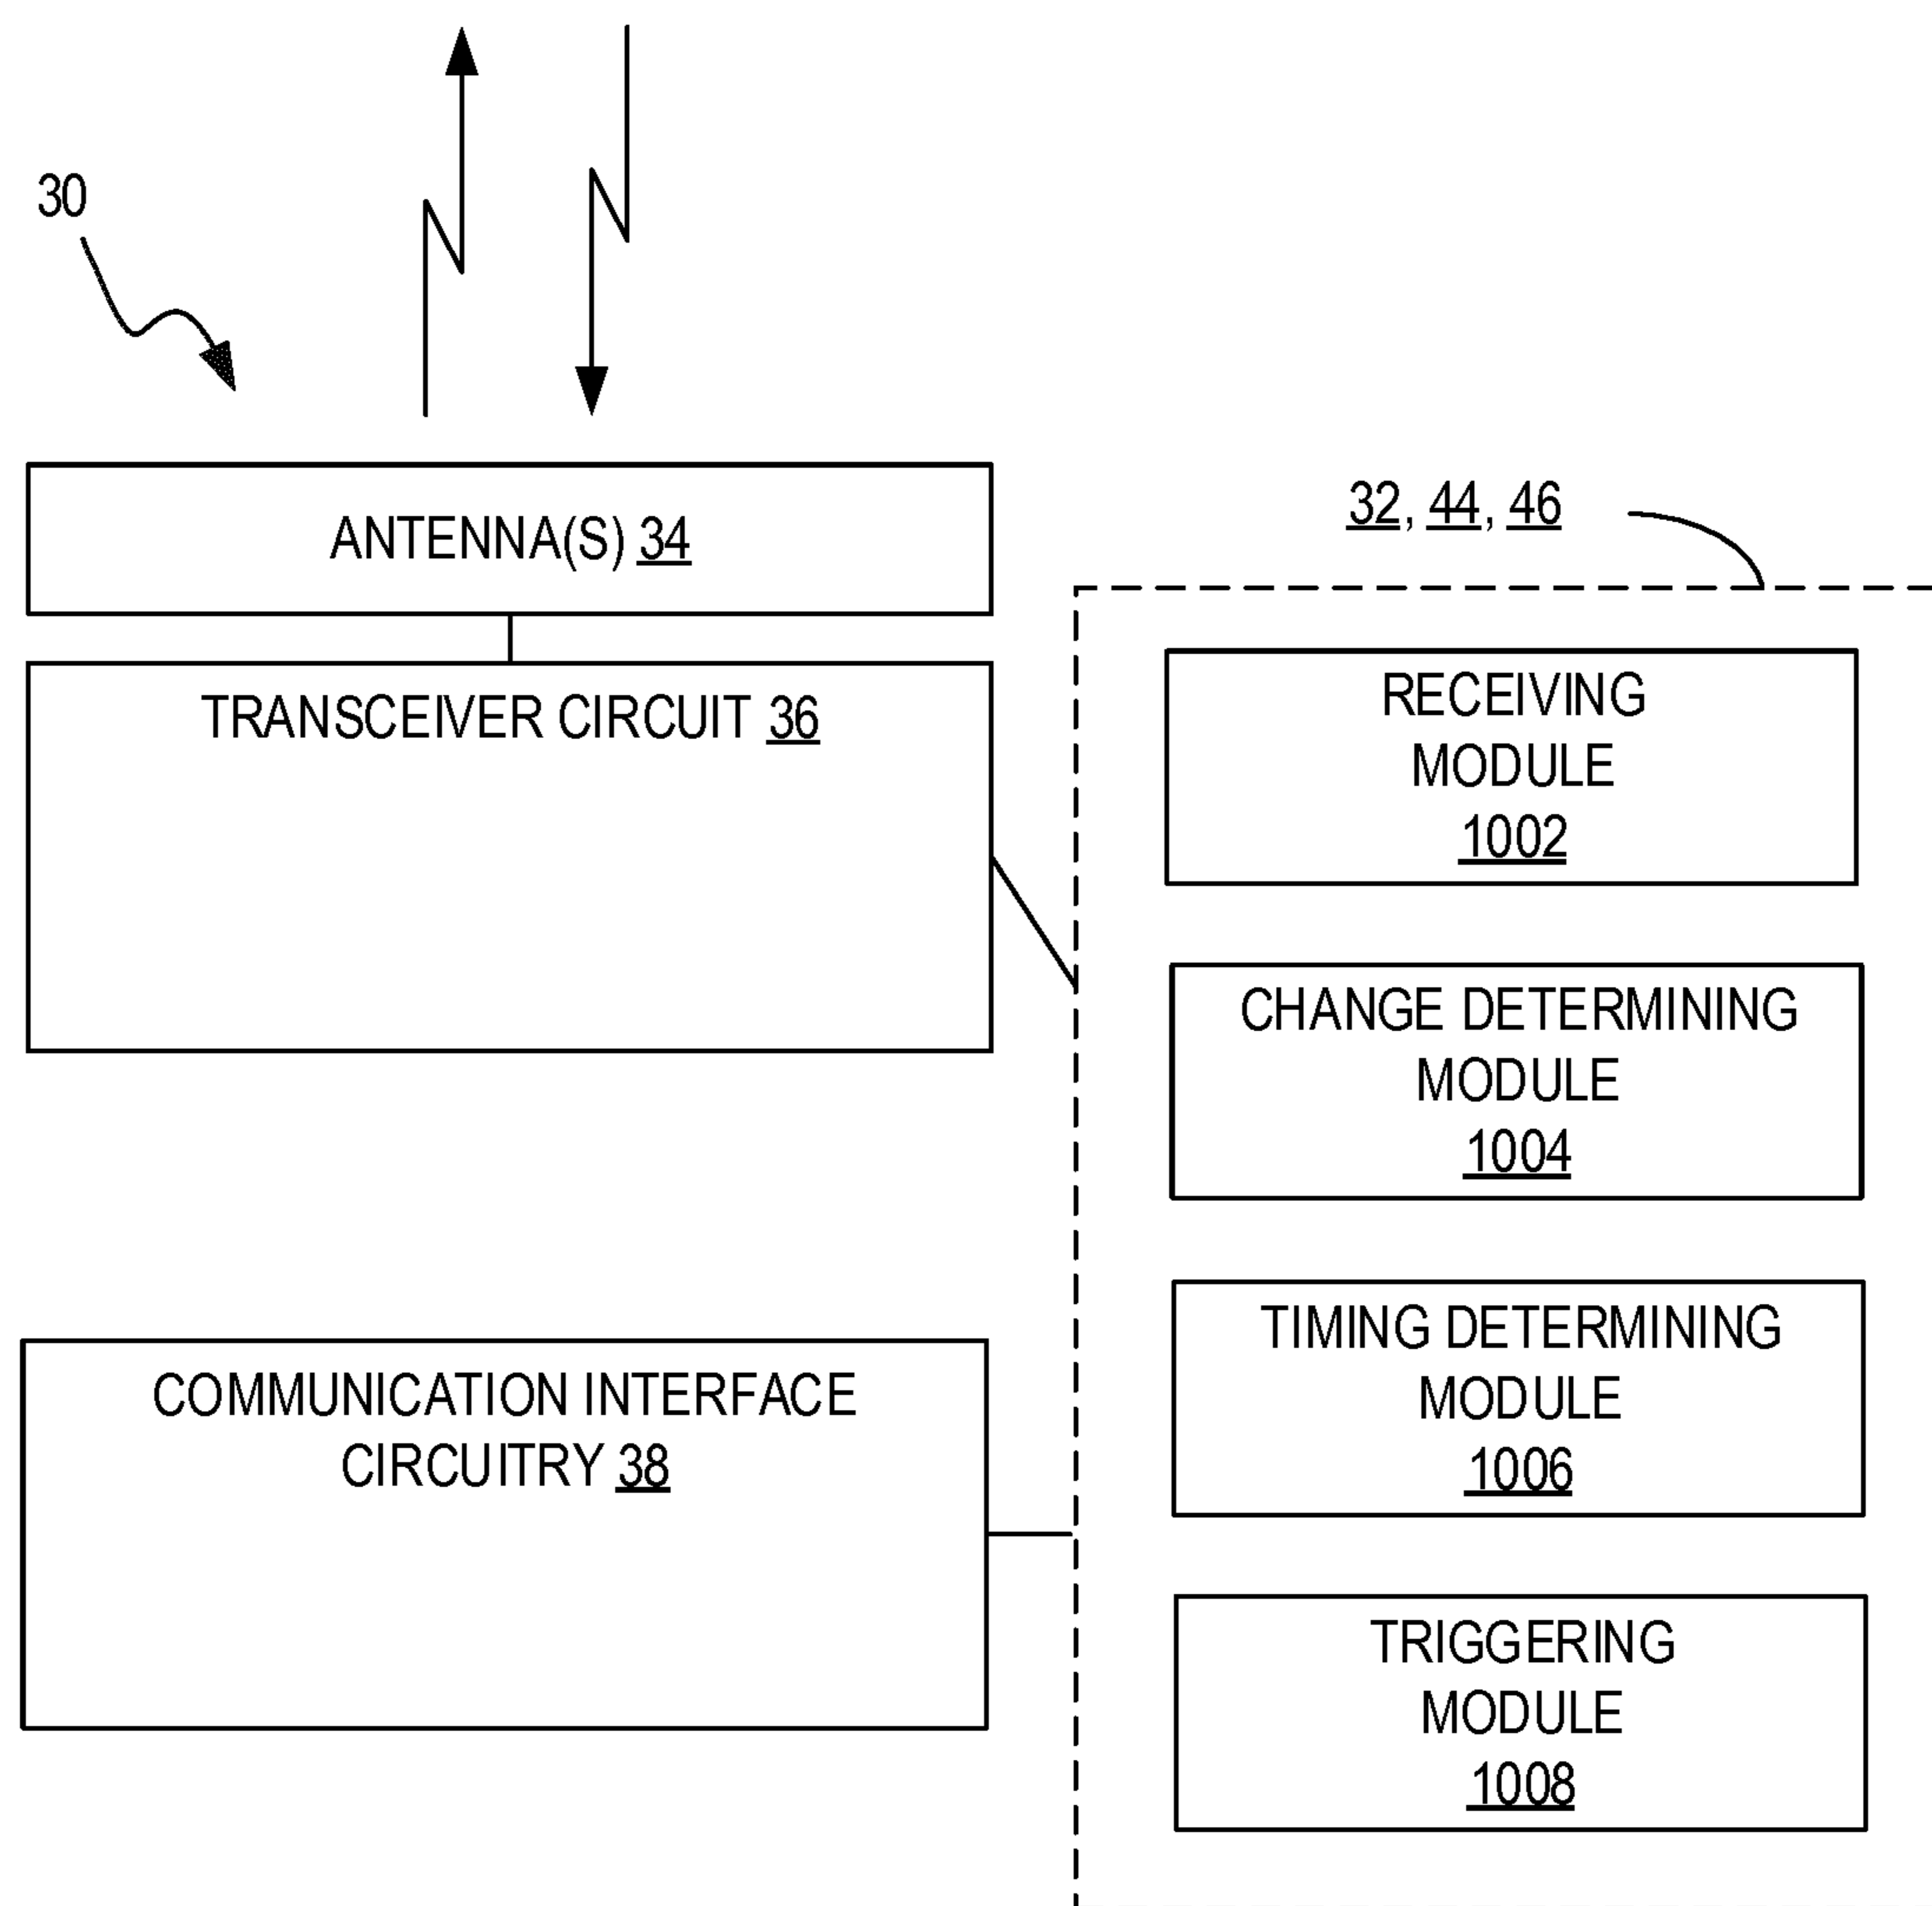 30
ANTENNA(S) 34
32, 44, 46
TRANSCEIVER CIRCUIT 36
RECEIVING
MODULE
1002
CHANGE DETERMINING
MODULE
1004
TIMING DETERMINING
MODULE
1006
COMMUNICATION INTERFACE
CIRCUITRY 38
TRIGGERING
MODULE
1008